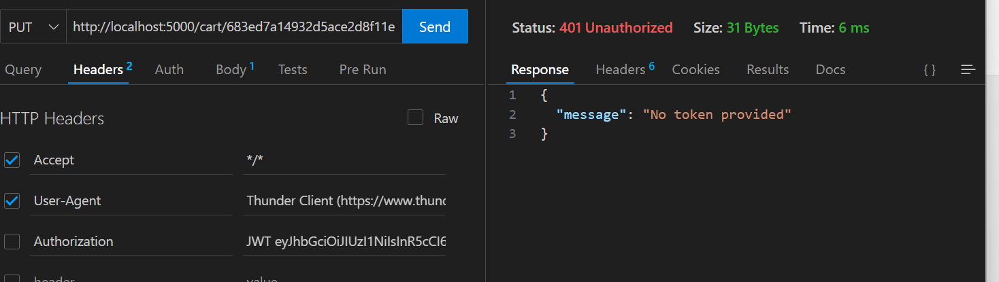 PUT http://localhost:5000/cart/683ed7a14932d5ace2d8f11e Send
Query Headers 2 Auth Body 1 Tests Pre Run
HTTP Headers Raw
Accept */*
User-Agent Thunder Client (https://www.thund
Authorization JWT eyJhbGciOiJIUzI1NiIsInR5cCI6
header value
Status: 401 Unauthorized Size: 31 Bytes Time: 6 ms
Response Headers 6 Cookies Results Docs { }
1 {
2 "message": "No token provided"
3 }